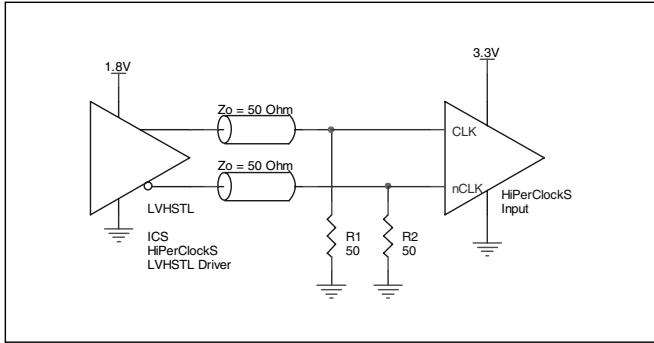 1.8V
3.3V
Zo = 50 Ohm
CLK
Zo = 50 Ohm
nCLK
HiPerClockS
Input
LVHSTL
ICS
HiPerClockS
LVHSTL Driver
R1
50
R2
50